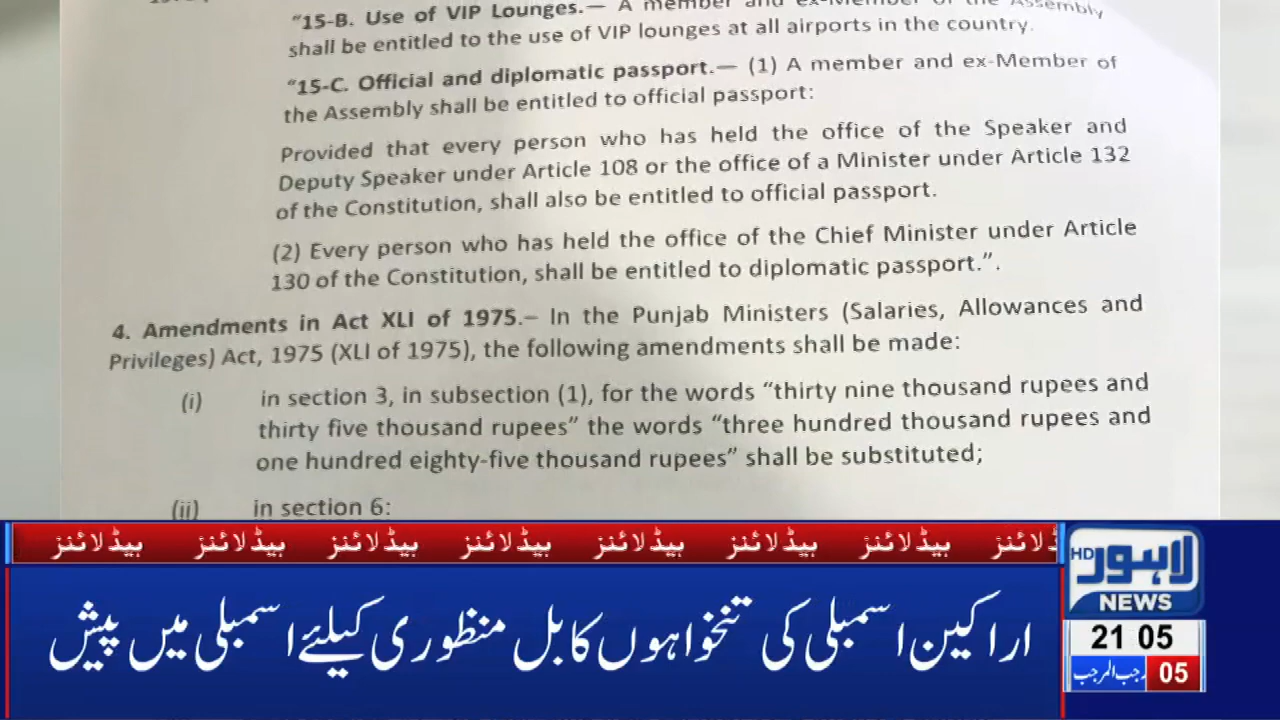 "15-B. Use of VIP Lounges.— A member and ex-Member of the Assembly
shall be entitled to the use of VIP lounges at all airports in the country.
"15-C. Official and diplomatic passport.— (1) A member and ex-Member of
the Assembly shall be entitled to official passport:
Provided that every person who has held the office of the Speaker and
Deputy Speaker under Article 108 or the office of a Minister under Article 132
of the Constitution, shall also be entitled to official passport.
(2) Every person who has held the office of the Chief Minister under Article
130 of the Constitution, shall be entitled to diplomatic passport.".
4. Amendments in Act XLI of 1975.– In the Punjab Ministers (Salaries, Allowances and
Privileges) Act, 1975 (XLI of 1975), the following amendments shall be made:
(i) in section 3, in subsection (1), for the words "thirty nine thousand rupees and
thirty five thousand rupees" the words "three hundred thousand rupees and
one hundred eighty-five thousand rupees" shall be substituted;
(ii) in section 6:
ہیڈلائنز ہیڈلائنز ہیڈلائنز ہیڈلائنز ہیڈلائنز ہیڈلائنز ہیڈلائنز
اراکین اسمبلی کی تنخواہوں کا بل منظوری کیلئے اسمبلی میں پیش
لاہور HD
NEWS
21 05
05 رجب المرجب